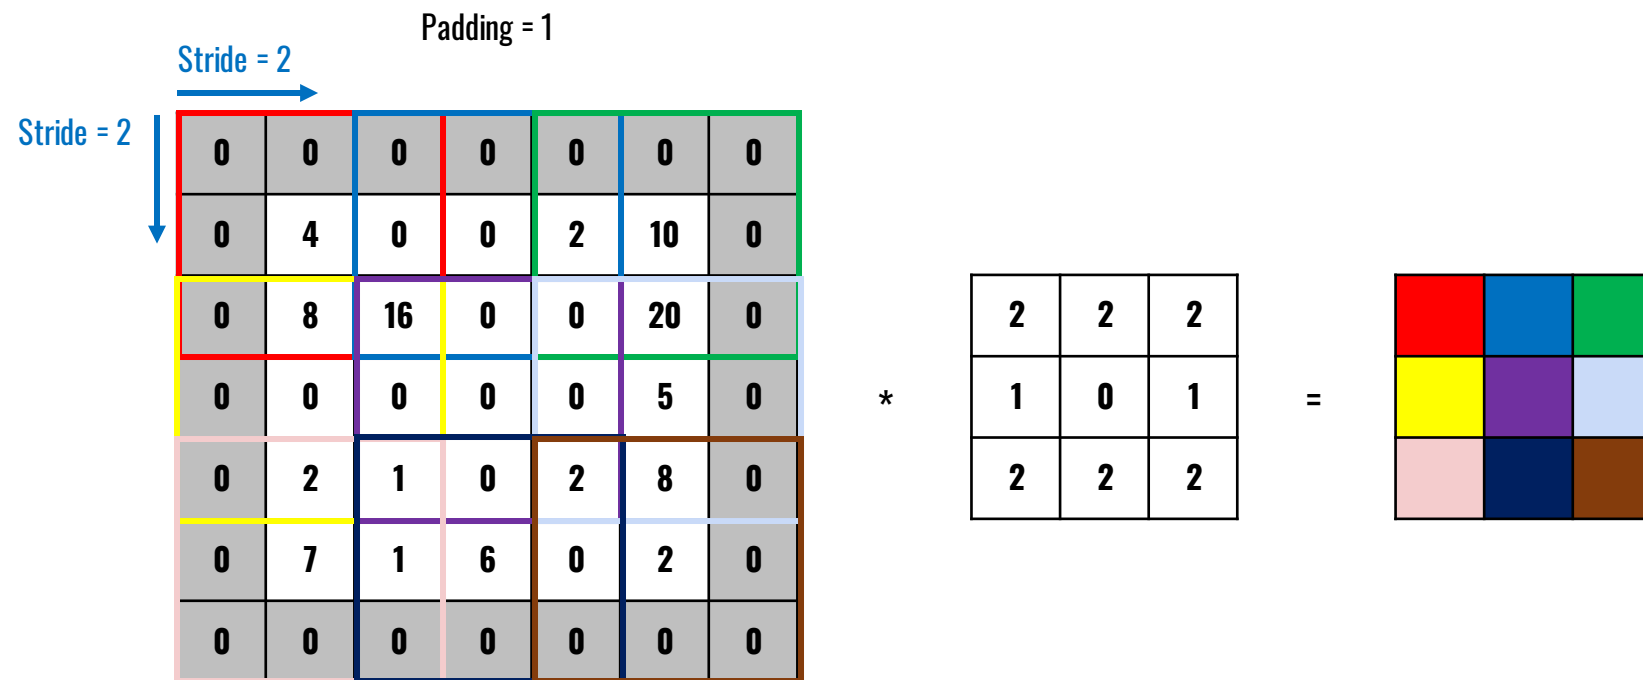 Padding = 1
Stride = 2
Stride = 2
0 0 0 0 0 0 0
0 4 0 0 2 10 0
0 8 16 0 0 20 0
0 0 0 0 0 5 0
0 2 1 0 2 8 0
0 7 1 6 0 2 0
0 0 0 0 0 0 0
*
2 2 2
1 0 1
2 2 2
=